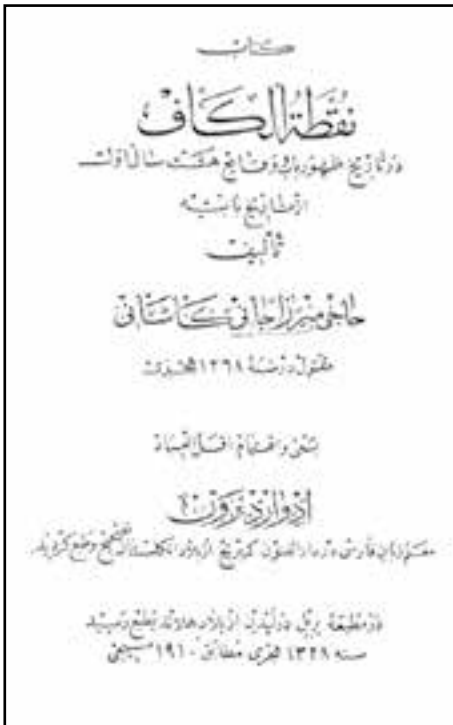 کتاب
نقطة الکاف
در تاریخ ظهور باب و وقایع هشت سال اول
از تاریخ بابیه
تألیف
حاجی میرزا جانی کاشانی
مقتول در سنهٔ ۱۲۶۸ هجری
بسعی و اهتمام اقل العباد
ادوارد برون
معلم زبان فارسی در دار الفنون کمبریج از بلاد انگلستان تصحیح و طبع گردید
در مطبعهٔ بریل در لیدن از بلاد هلاند بطبع رسید
سنه ۱۳۲۸ هجری مطابق ۱۹۱۰ مسیحی